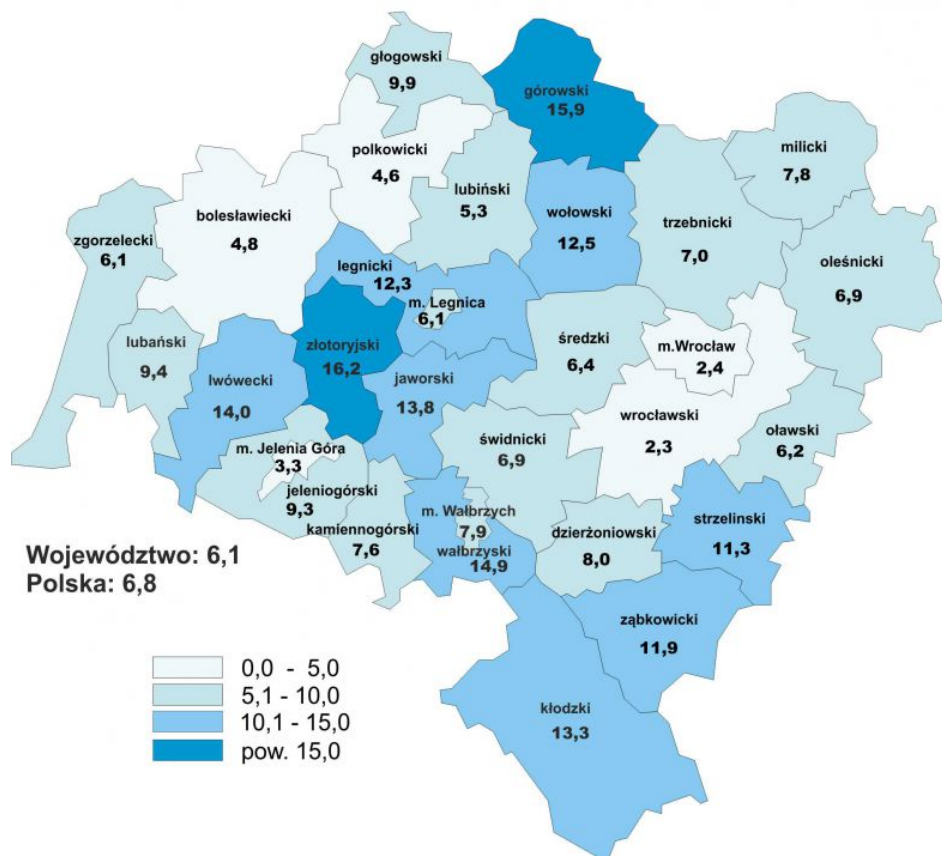 głogowski
9,9
górowski
15,9
polkowicki
4,6
lubiński
5,3
milicki
7,8
bolesławiecki
4,8
wołowski
12,5
trzebnicki
7,0
zgorzelecki
6,1
oleśnicki
6,9
legnicki
12,3
m. Legnica
6,1
lubański
9,4
złotoryjski
16,2
średzki
6,4
m.Wrocław
2,4
lwówecki
14,0
jaworski
13,8
wrocławski
2,3
oławski
6,2
świdnicki
6,9
m. Jelenia Góra
3,3
jeleniogórski
9,3
kamiennogórski
7,6
m. Wałbrzych
7,9
wałbrzyski
14,9
dzierżoniowski
8,0
strzelinski
11,3
Województwo: 6,1
Polska: 6,8
ząbkowicki
11,9
kłodzki
13,3
0,0 - 5,0
5,1 - 10,0
10,1 - 15,0
pow. 15,0